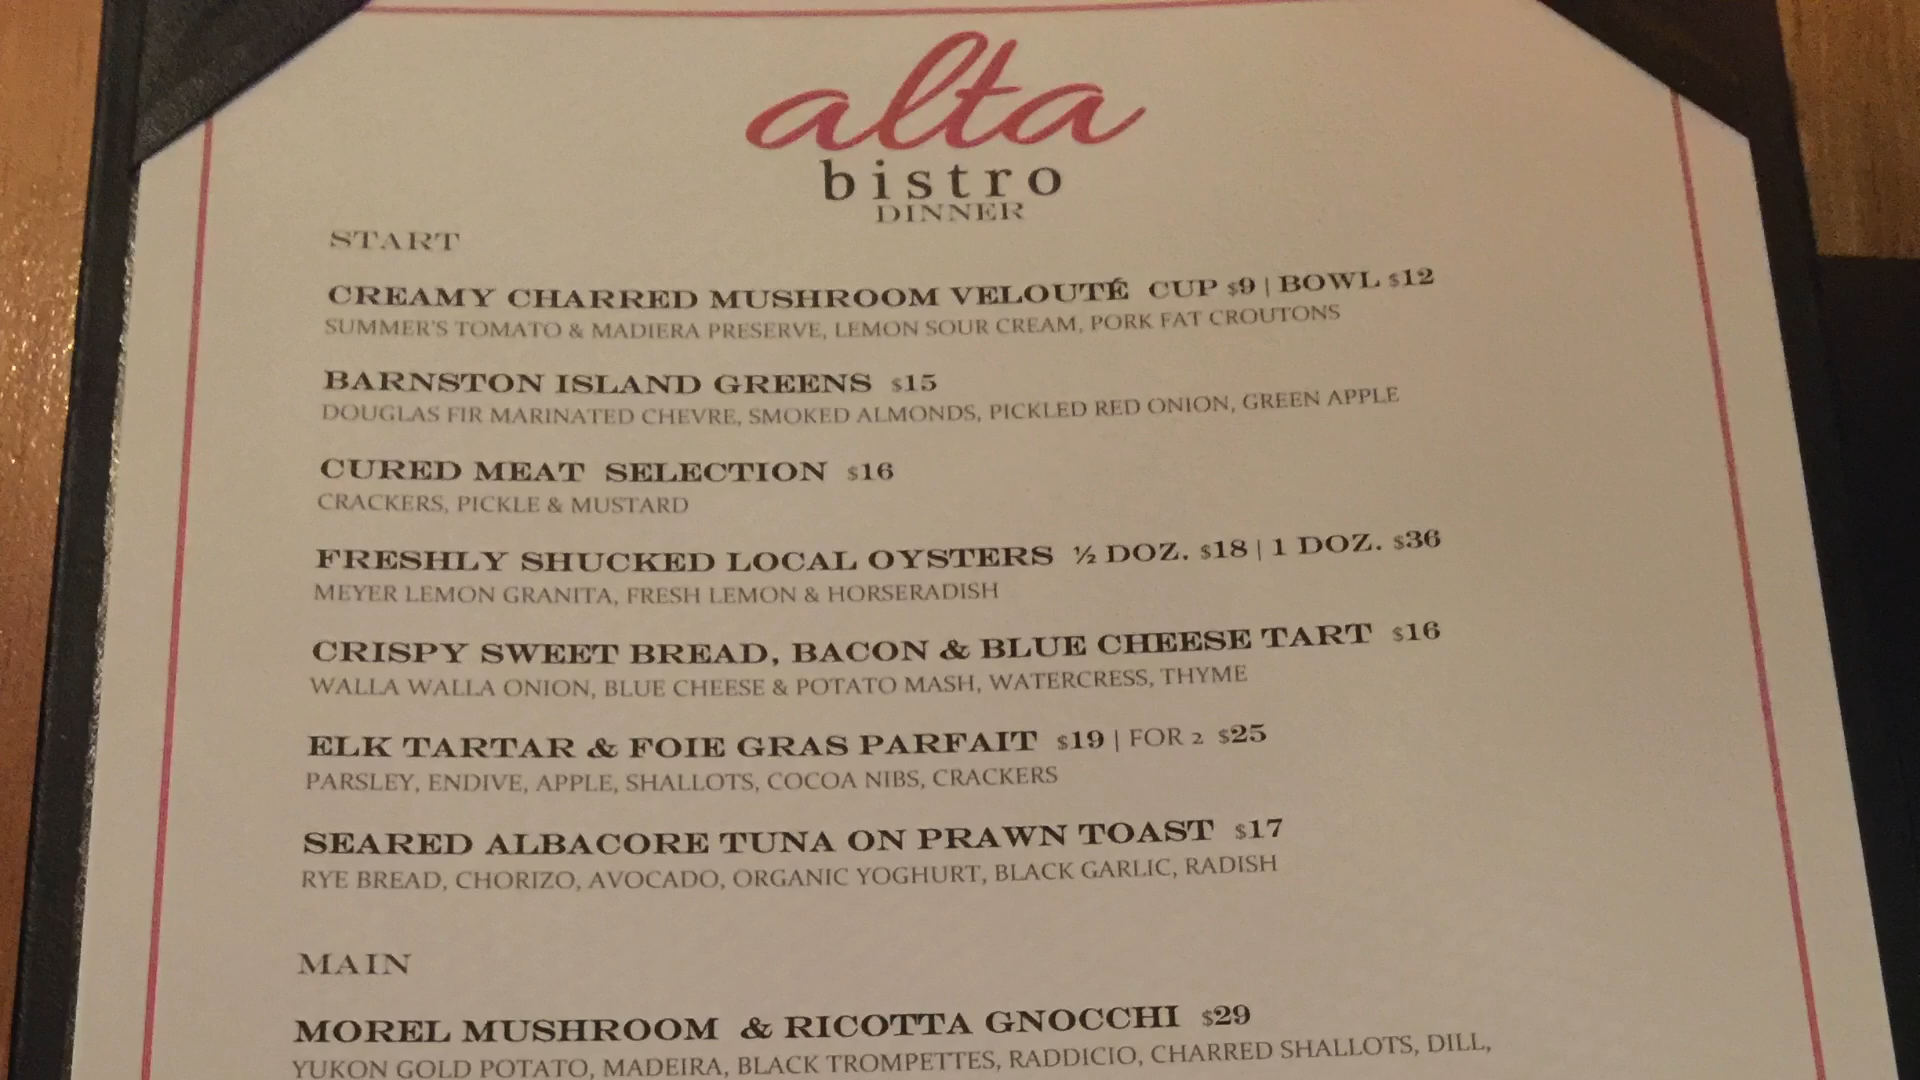 alta
bistro
DINNER
START
CREAMY CHARRED MUSHROOM VELOUTÉ CUP $9 | BOWL $12
SUMMER'S TOMATO & MADIERA PRESERVE, LEMON SOUR CREAM, PORK FAT CROUTONS
BARNSTON ISLAND GREENS $15
DOUGLAS FIR MARINATED CHEVRE, SMOKED ALMONDS, PICKLED RED ONION, GREEN APPLE
CURED MEAT SELECTION $16
CRACKERS, PICKLE & MUSTARD
FRESHLY SHUCKED LOCAL OYSTERS ½ DOZ. $18 | 1 DOZ. $36
MEYER LEMON GRANITA, FRESH LEMON & HORSERADISH
CRISPY SWEET BREAD, BACON & BLUE CHEESE TART $16
WALLA WALLA ONION, BLUE CHEESE & POTATO MASH, WATERCRESS, THYME
ELK TARTAR & FOIE GRAS PARFAIT $19 | FOR 2 $25
PARSLEY, ENDIVE, APPLE, SHALLOTS, COCOA NIBS, CRACKERS
SEARED ALBACORE TUNA ON PRAWN TOAST $17
RYE BREAD, CHORIZO, AVOCADO, ORGANIC YOGHURT, BLACK GARLIC, RADISH
MAIN
MOREL MUSHROOM & RICOTTA GNOCCHI $29
YUKON GOLD POTATO, MADEIRA, BLACK TROMPETTES, RADDICIO, CHARRED SHALLOTS, DILL,